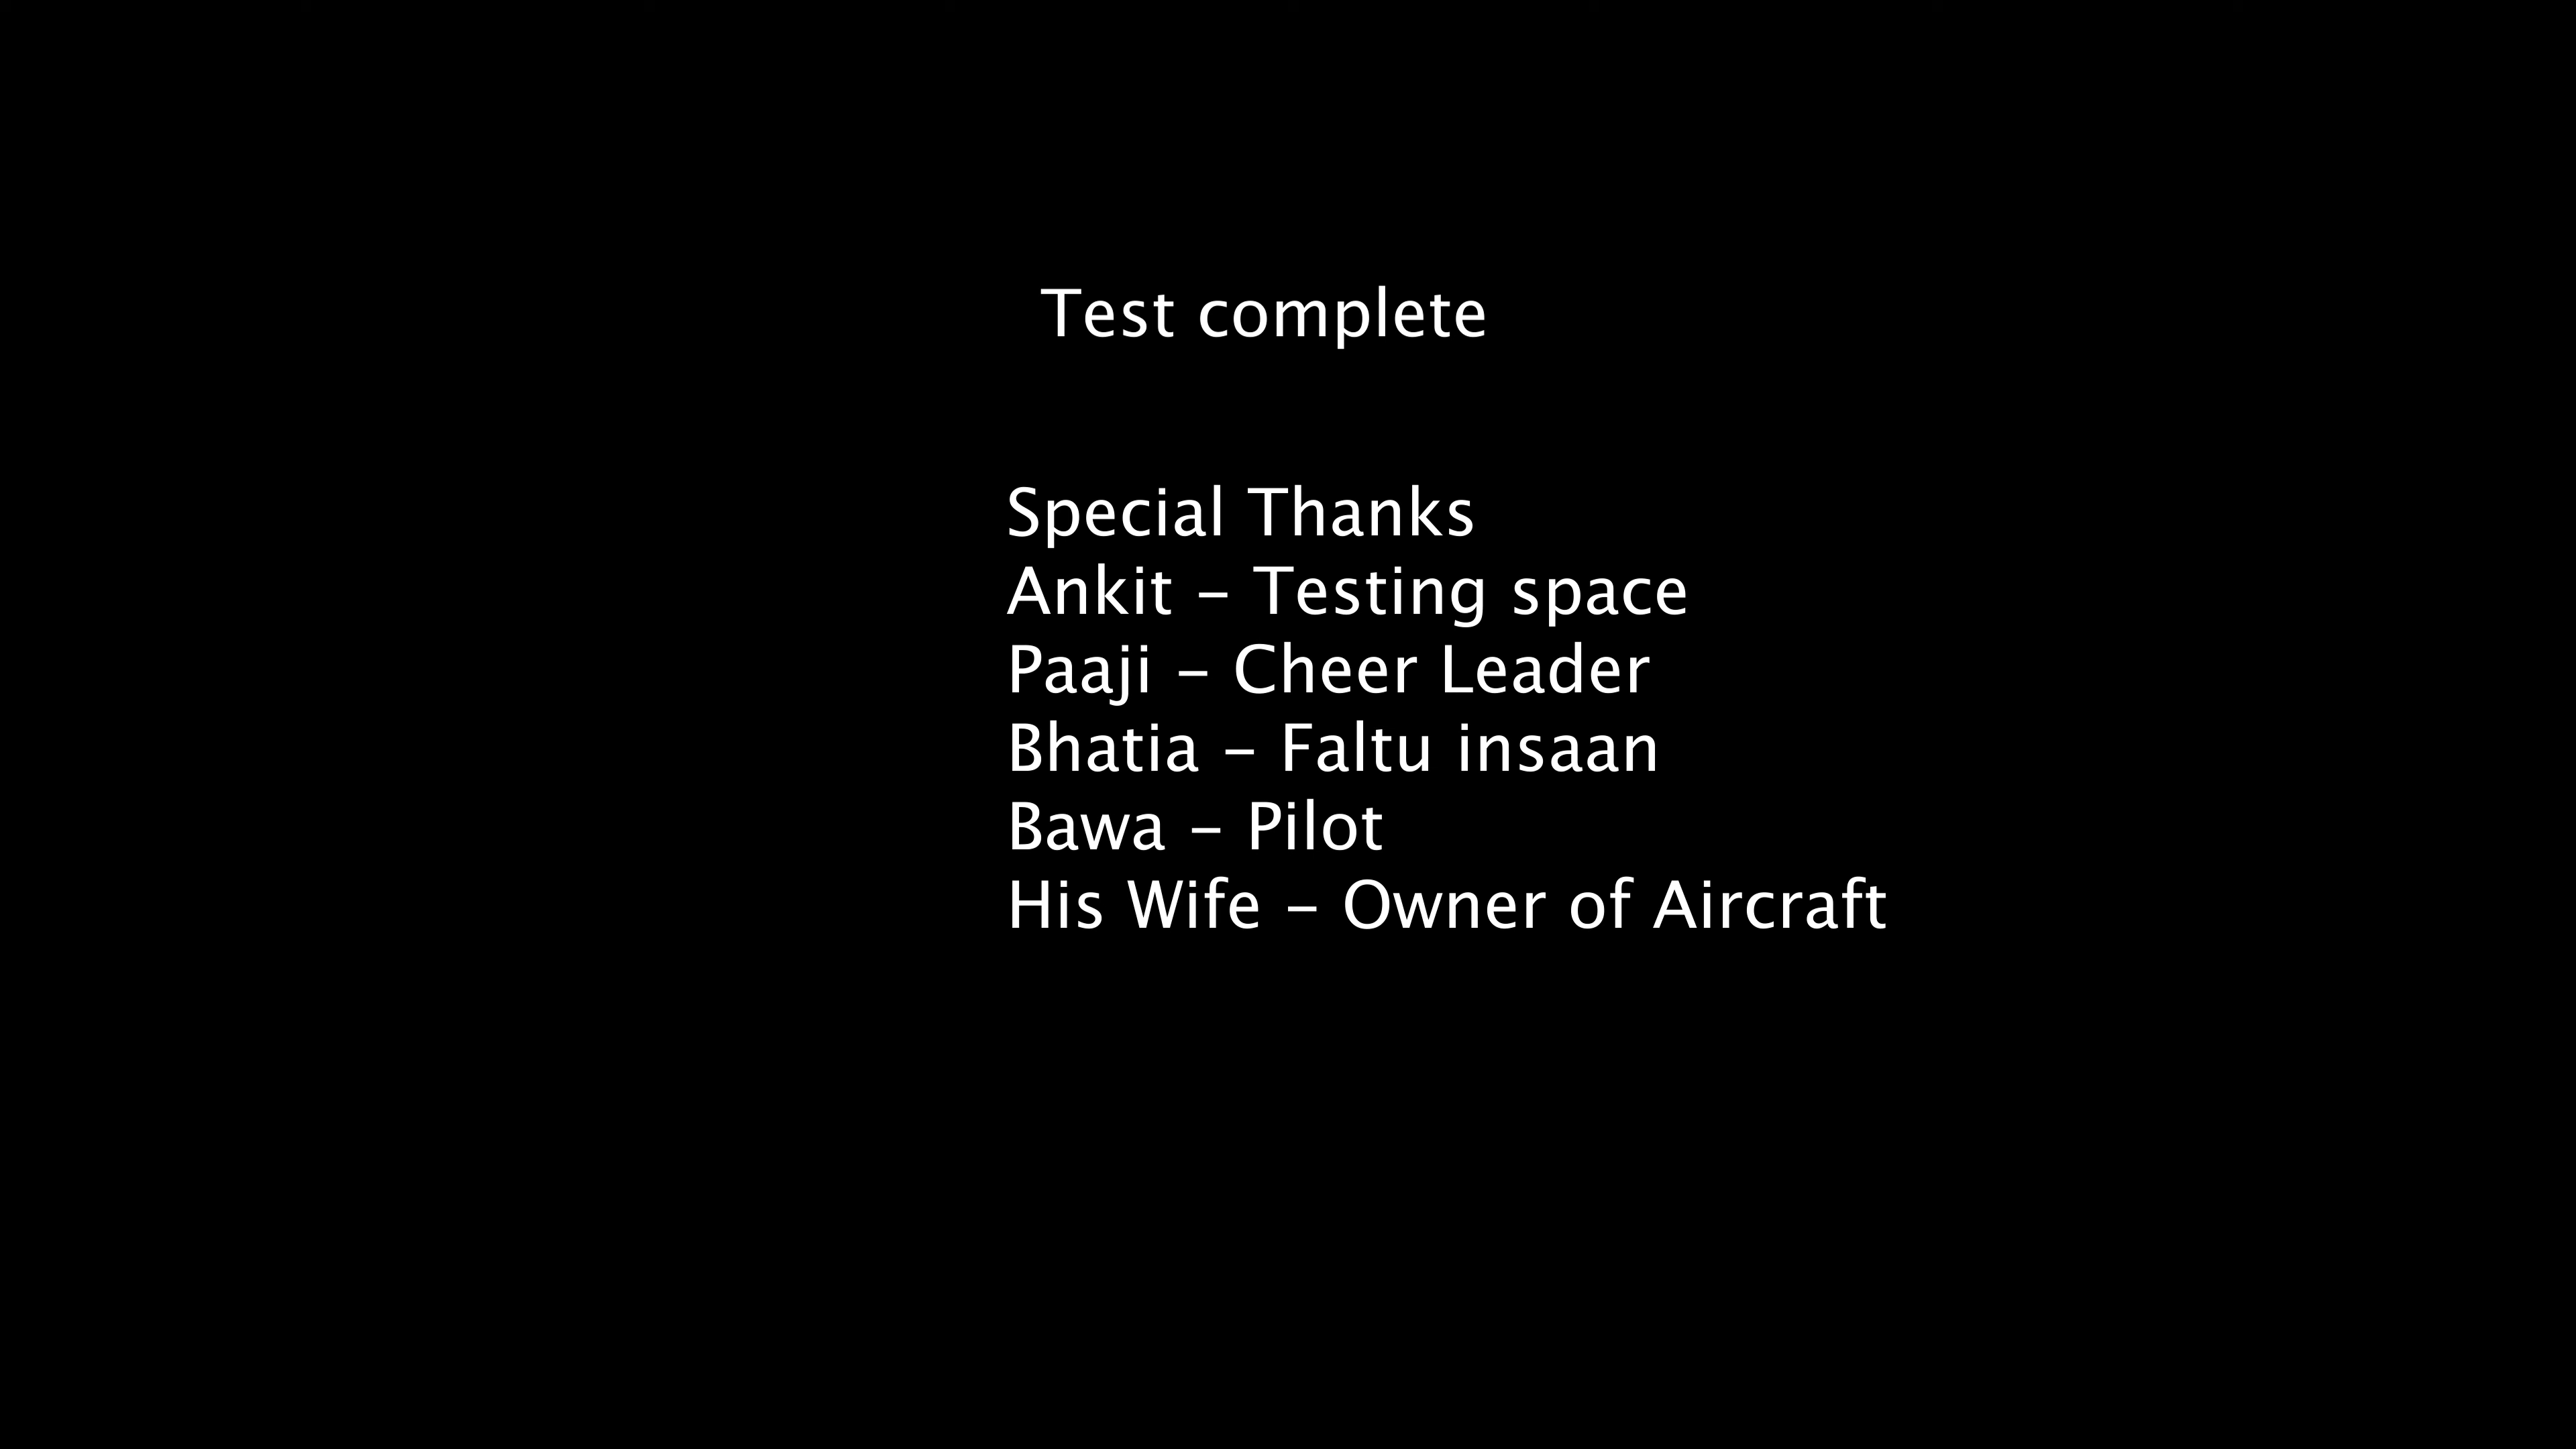 Test complete
Special Thanks
Ankit - Testing space
Paaji - Cheer Leader
Bhatia - Faltu insaan
Bawa - Pilot
His Wife - Owner of Aircraft